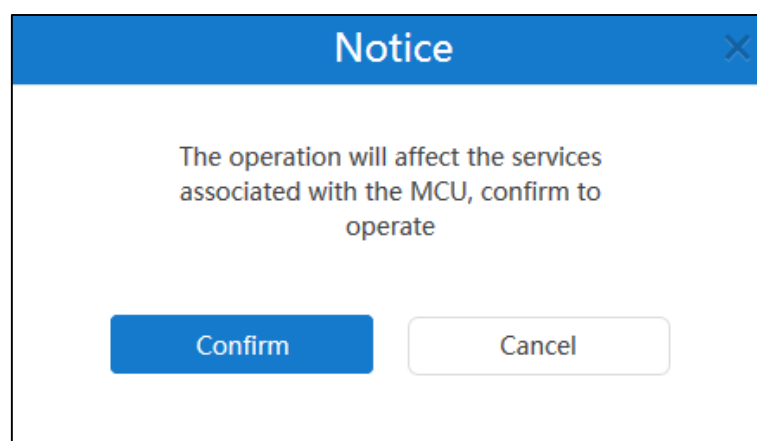 Notice
The operation will affect the services
associated with the MCU, confirm to
operate
Confirm
Cancel